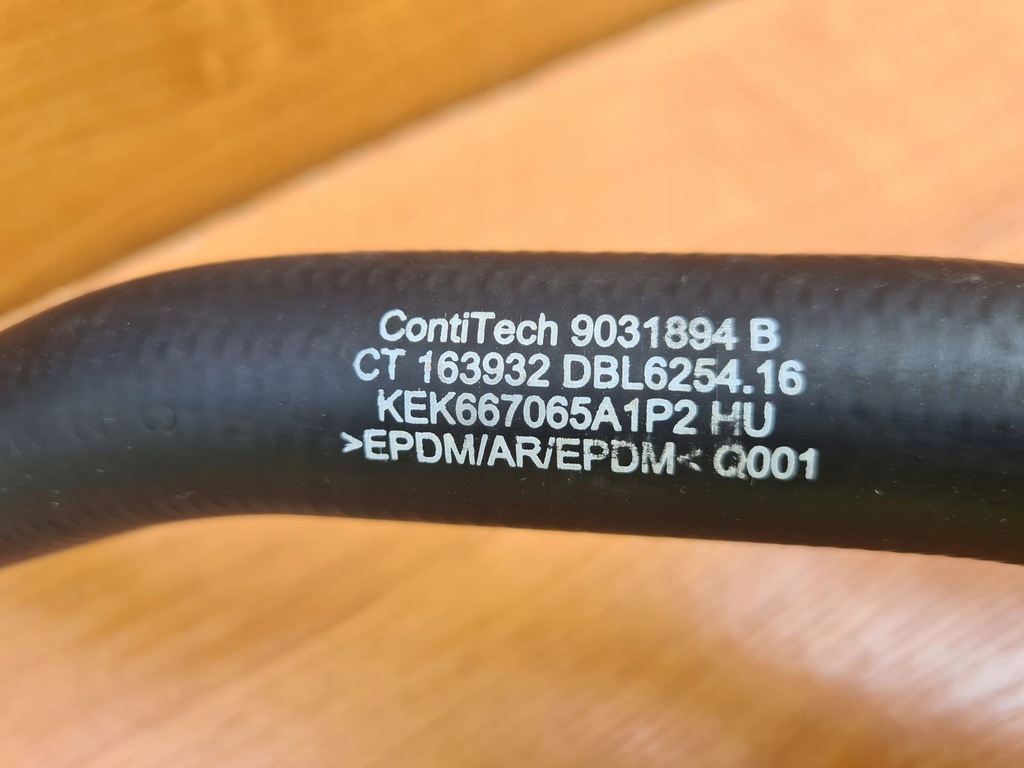 ContiTech 9031894 B
CT 163932 DBL6254.16
KEK667065A1P2 HU
>EPDM/AR/EPDM< Q001